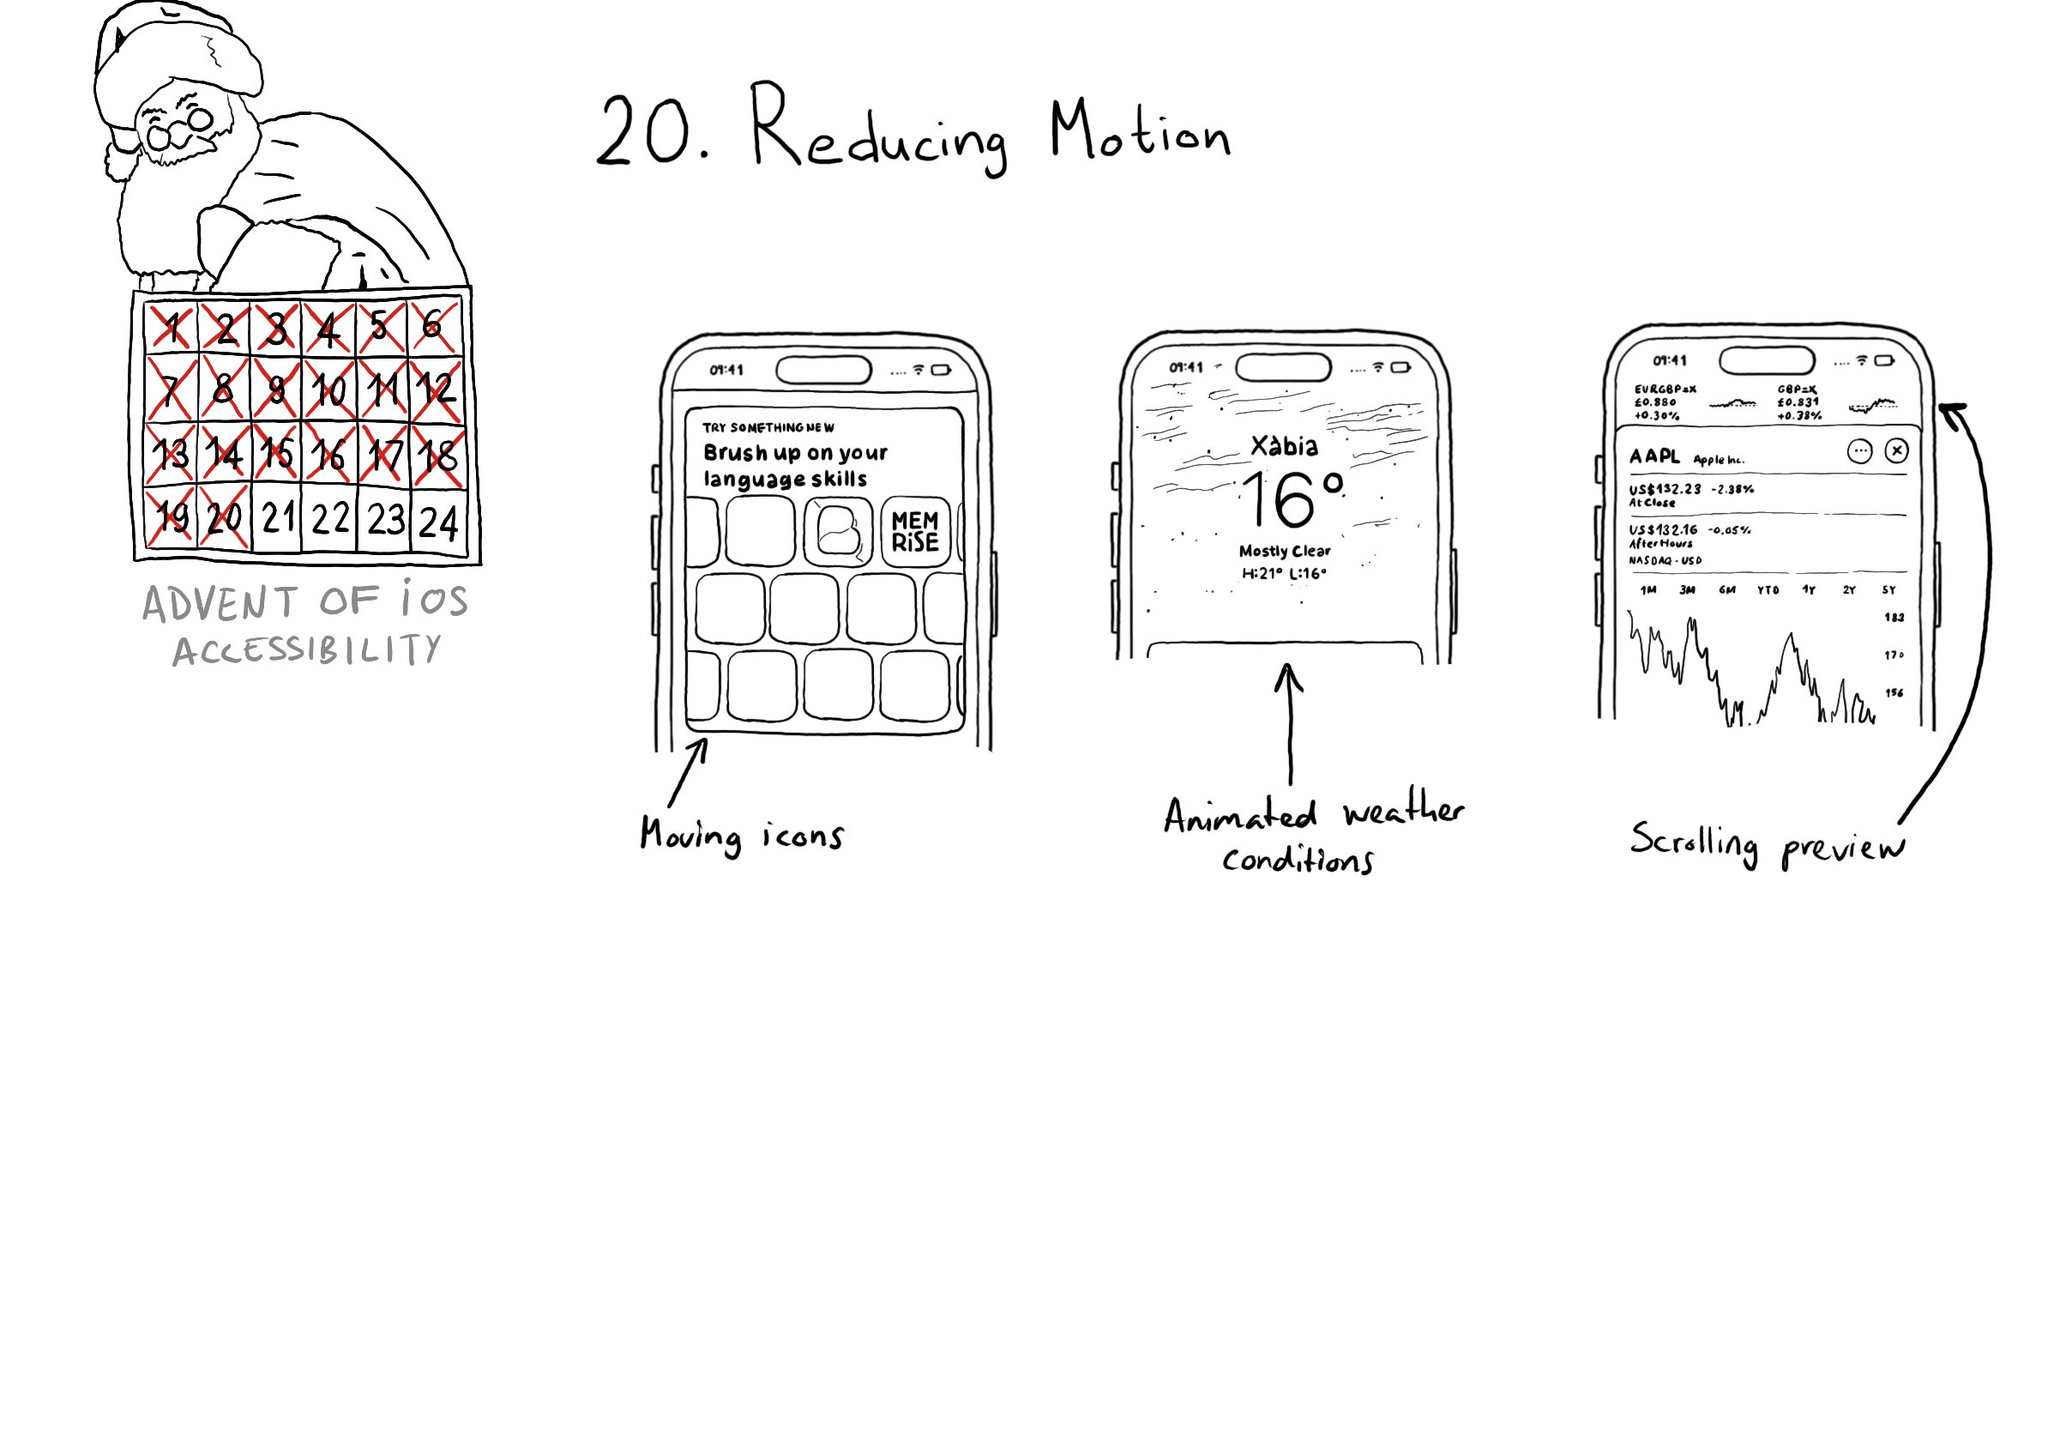 20. Reducing Motion
1 2 3 4 5 6
7 8 9 10 11 12
13 14 15 16 17 18
19 20 21 22 23 24
ADVENT OF iOS
ACCESSIBILITY
09:41
TRY SOMETHING NEW
Brush up on your
language skills
MEM
RiSE
Moving icons
09:41
Xàbia
16°
Mostly Clear
H:21° L:16°
Animated weather
conditions
09:41
EURGBP=X
£0.880
+0.30%
GBP=X
£0.831
+0.38%
AAPL Apple Inc.
US$132.23 -2.38%
At Close
US$132.16 -0.05%
After Hours
NASDAQ · USD
1M 3M 6M YTD 1Y 2Y 5Y
183
170
156
Scrolling preview